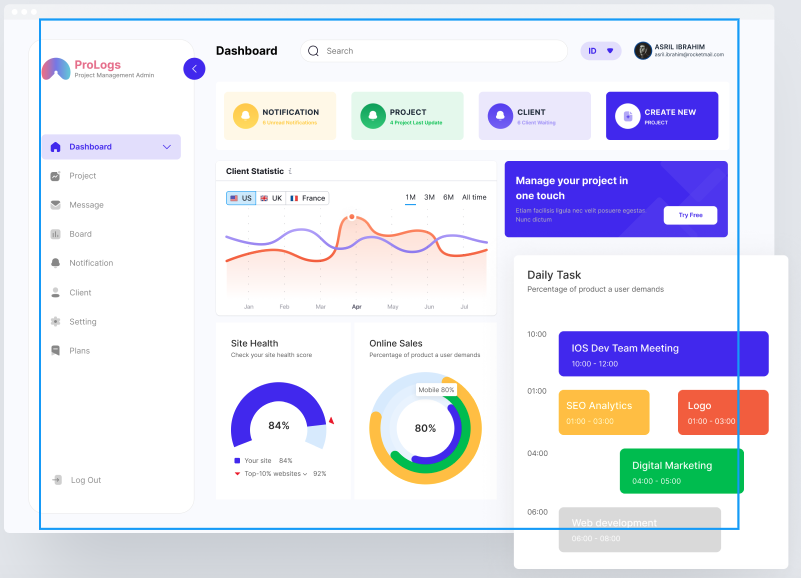 Dashboard
Search
ID
ASRIL IBRAHIM
asril.ibrahim@rocketmail.com
ProLogs
Project Management Admin
NOTIFICATION
6 Unread Notifications
PROJECT
4 Project Last Update
CLIENT
6 Client Waiting
CREATE NEW
PROJECT
Dashboard
Project
Message
Board
Notification
Client
Setting
Plans
Log Out
Client Statistic i
US UK France
1M 3M 6M All time
Jan Feb Mar Apr May Jun Jul
Manage your project in
one touch
Etiam facilisis ligula nec velit posuere egestas
Nunc dictum
Try Free
Site Health
Check your site health score
84%
Your site 84%
Top-10% websites 92%
Online Sales
Percentage of product a user demands
Mobile 80%
80%
Daily Task
Percentage of product a user demands
10:00
IOS Dev Team Meeting
10:00 - 12:00
01:00
SEO Analytics
01:00 - 03:00
Logo
01:00 - 03:00
04:00
Digital Marketing
04:00 - 05:00
06:00
Web development
06:00 - 08:00